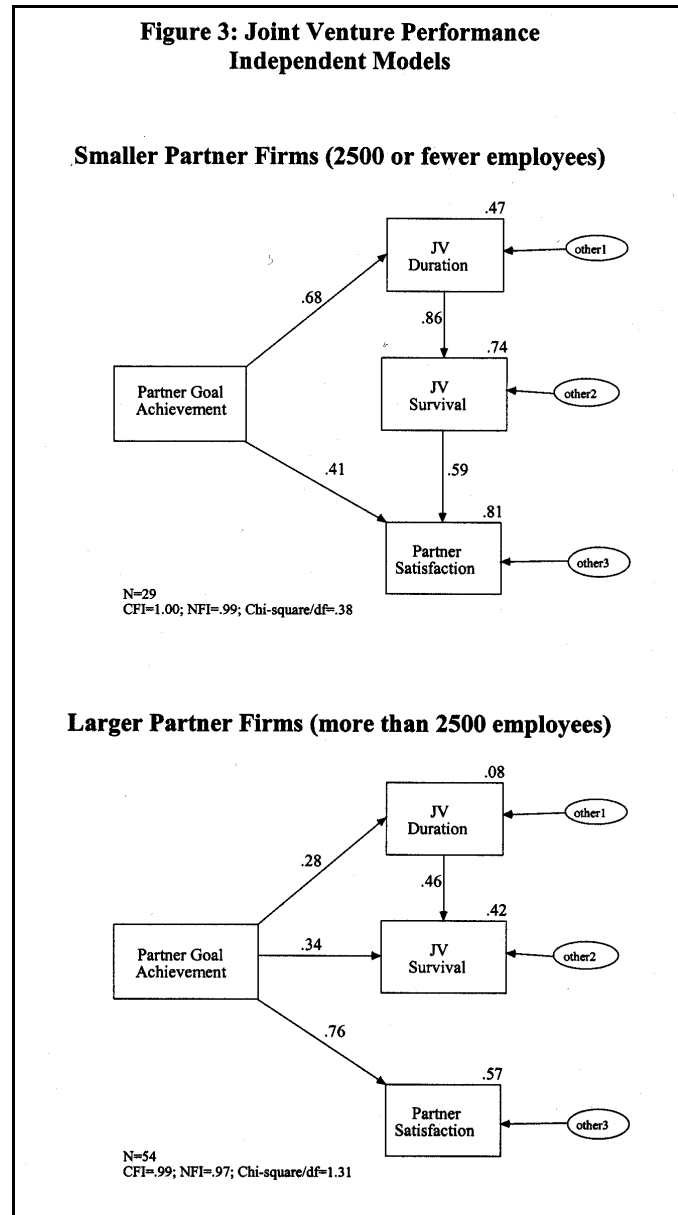 Figure 3: Joint Venture Performance
Independent Models
Smaller Partner Firms (2500 or fewer employees)
.47
JV
Duration
other1
.68
.86
.74
Partner Goal
Achievement
JV
Survival
other2
.41
.59
.81
Partner
Satisfaction
other3
N=29
CFI=1.00; NFI=.99; Chi-square/df=.38
Larger Partner Firms (more than 2500 employees)
.08
JV
Duration
other1
.28
.46
.42
Partner Goal
Achievement
.34
JV
Survival
other2
.76
.57
Partner
Satisfaction
other3
N=54
CFI=.99; NFI=.97; Chi-square/df=1.31